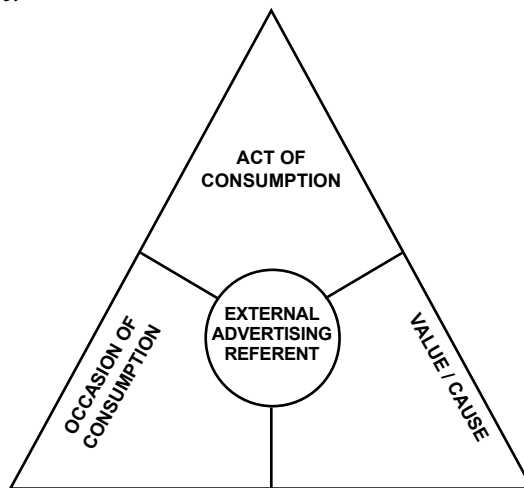 ACT OF
CONSUMPTION
EXTERNAL
ADVERTISING
REFERENT
OCCASION OF
CONSUMPTION
VALUE / CAUSE